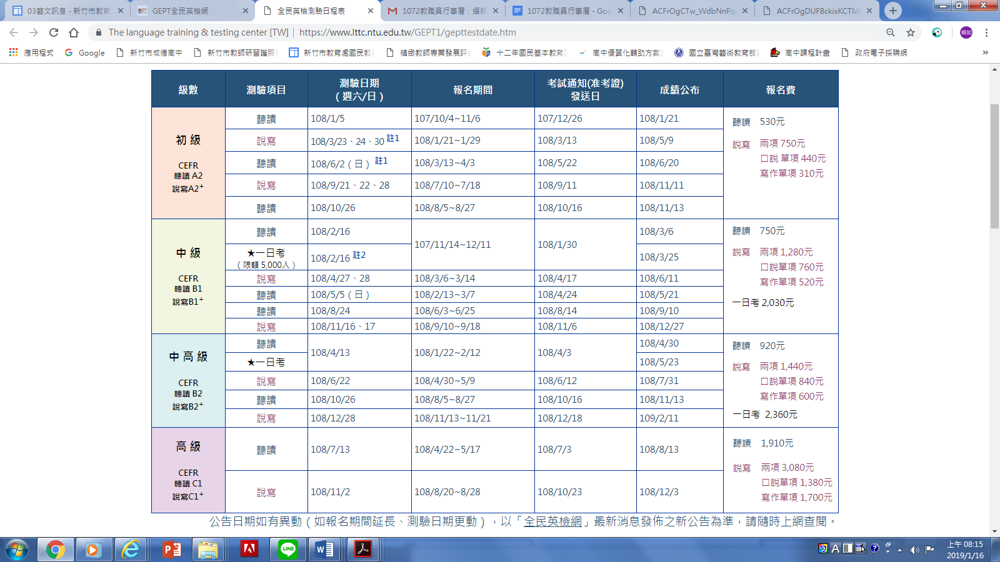 03藝文訊息 - 新竹市教育
GEPT全民英檢網
全民英檢測驗日程表
1072教職員行事曆：編輯
1072教職員行事曆 - Goo
ACFrOgCTw_WdbNnPq
ACFrOgDUFBckixKCTM
The language training & testing center [TW] | https://www.lttc.ntu.edu.tw/GEPT1/gepttestdate.htm
應用程式 Google 新竹市成德高中 新竹市教師研習護照 新竹市教育處國民教 精緻教師專業發展評 十二年國民基本教育 高中優質化輔助方案 國立臺灣藝術教育館 高中課程計畫 政府電子採購網
級數 測驗項目 測驗日期（週六/日） 報名期間 考試通知(准考證)發送日 成績公布 報名費
初 級
CEFR
聽讀 A2
說寫A2+
聽讀 108/1/5 107/10/4~11/6 107/12/26 108/1/21
說寫 108/3/23、24、30 註1 108/1/21~1/29 108/3/13 108/5/9
聽讀 108/6/2（日） 註1 108/3/13~4/3 108/5/22 108/6/20
說寫 108/9/21、22、28 108/7/10~7/18 108/9/11 108/11/11
聽讀 108/10/26 108/8/5~8/27 108/10/16 108/11/13
聽讀 530元
說寫 兩項 750元
口說 單項 440元
寫作單項 310元
中 級
CEFR
聽讀 B1
說寫B1+
聽讀 108/2/16 107/11/14~12/11 108/1/30 108/3/6
★一日考（限額 5,000人） 108/2/16 註2 108/3/25
說寫 108/4/27、28 108/3/6~3/14 108/4/17 108/6/11
聽讀 108/5/5（日） 108/2/13~3/7 108/4/24 108/5/21
聽讀 108/8/24 108/6/3~6/25 108/8/14 108/9/10
說寫 108/11/16、17 108/9/10~9/18 108/11/6 108/12/27
聽讀 750元
說寫 兩項 1,280元
口說單項 760元
寫作單項 520元
一日考 2,030元
中 高 級
CEFR
聽讀 B2
說寫B2+
聽讀 108/4/13 108/1/22~2/12 108/4/3 108/4/30
★一日考 108/5/23
說寫 108/6/22 108/4/30~5/9 108/6/12 108/7/31
聽讀 108/10/26 108/8/5~8/27 108/10/16 108/11/13
說寫 108/12/28 108/11/13~11/21 108/12/18 109/2/11
聽讀 920元
說寫 兩項 1,440元
口說單項 840元
寫作單項 600元
一日考 2,360元
高 級
CEFR
聽讀 C1
說寫C1+
聽讀 108/7/13 108/4/22~5/17 108/7/3 108/8/13
說寫 108/11/2 108/8/20~8/28 108/10/23 108/12/3
聽讀 1,910元
說寫 兩項 3,080元
口說單項 1,380元
寫作單項 1,700元
公告日期如有異動（如報名期間延長、測驗日期更動），以「全民英檢網」最新消息發佈之新公告為準，請隨時上網查閱。
上午 08:15
2019/1/16